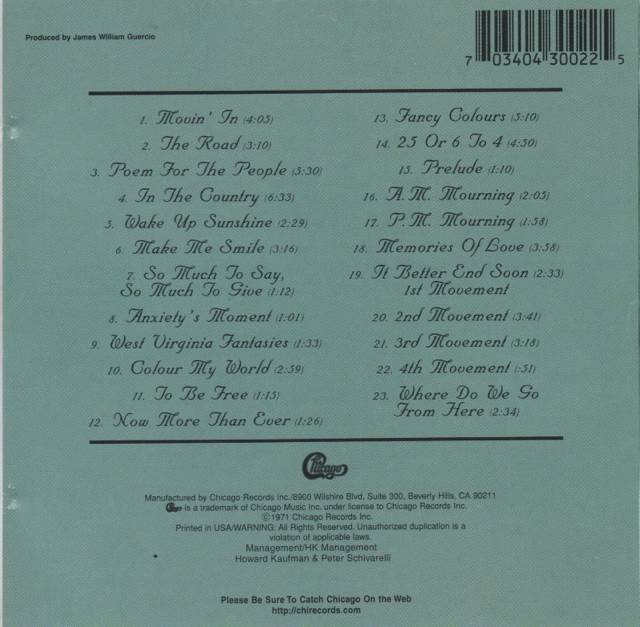 Produced by James William Guercio
7 03404 30022 5
1. Movin' In (4:05)
2. The Road (3:10)
3. Poem For The People (5:30)
4. In The Country (6:33)
5. Wake Up Sunshine (2:29)
6. Make Me Smile (3:16)
7. So Much To Say,
So Much To Give (1:12)
8. Anxiety's Moment (1:01)
9. West Virginia Fantasies (1:33)
10. Colour My World (2:59)
11. To Be Free (1:15)
12. Now More Than Ever (1:26)
13. Fancy Colours (5:10)
14. 25 Or 6 To 4 (4:50)
15. Prelude (1:10)
16. A.M. Mourning (2:05)
17. P.M. Mourning (1:58)
18. Memories Of Love (3:58)
19. It Better End Soon (2:33)
1st Movement
20. 2nd Movement (3:41)
21. 3rd Movement (3:18)
22. 4th Movement (:51)
23. Where Do We Go
From Here (2:34)
Chicago
Manufactured by Chicago Records Inc./8900 Wilshire Blvd, Suite 300, Beverly Hills, CA 90211
Chicago is a trademark of Chicago Music Inc. under license to Chicago Records Inc.
©1971 Chicago Records Inc.
Printed in USA/WARNING: All Rights Reserved. Unauthorized duplication is a
violation of applicable laws.
Management/HK Management
Howard Kaufman & Peter Schivarelli
Please Be Sure To Catch Chicago On the Web
http://chirecords.com